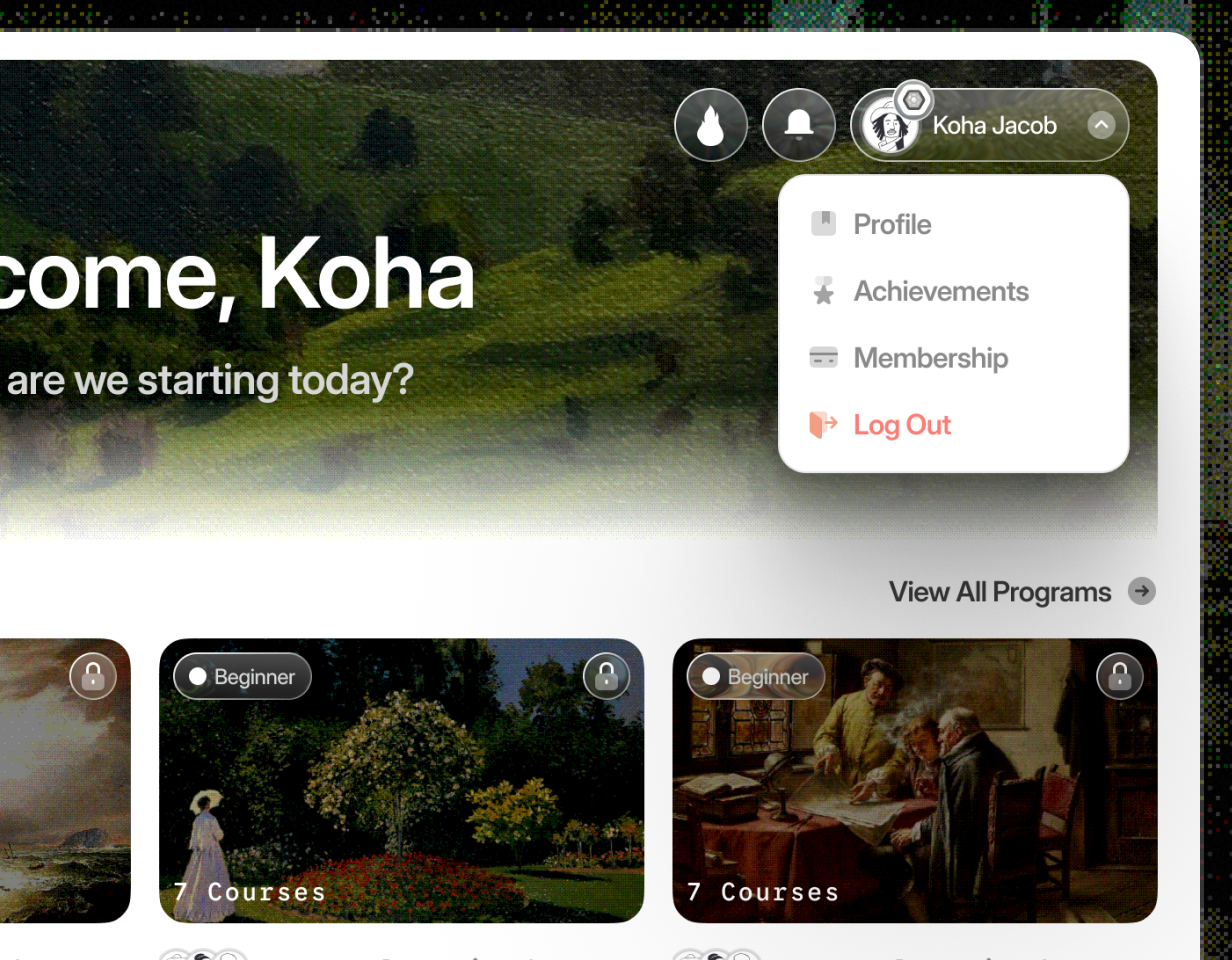 Koha Jacob
Profile
Achievements
Membership
Log Out
come, Koha
are we starting today?
View All Programs
Beginner
Beginner
7 Courses
7 Courses